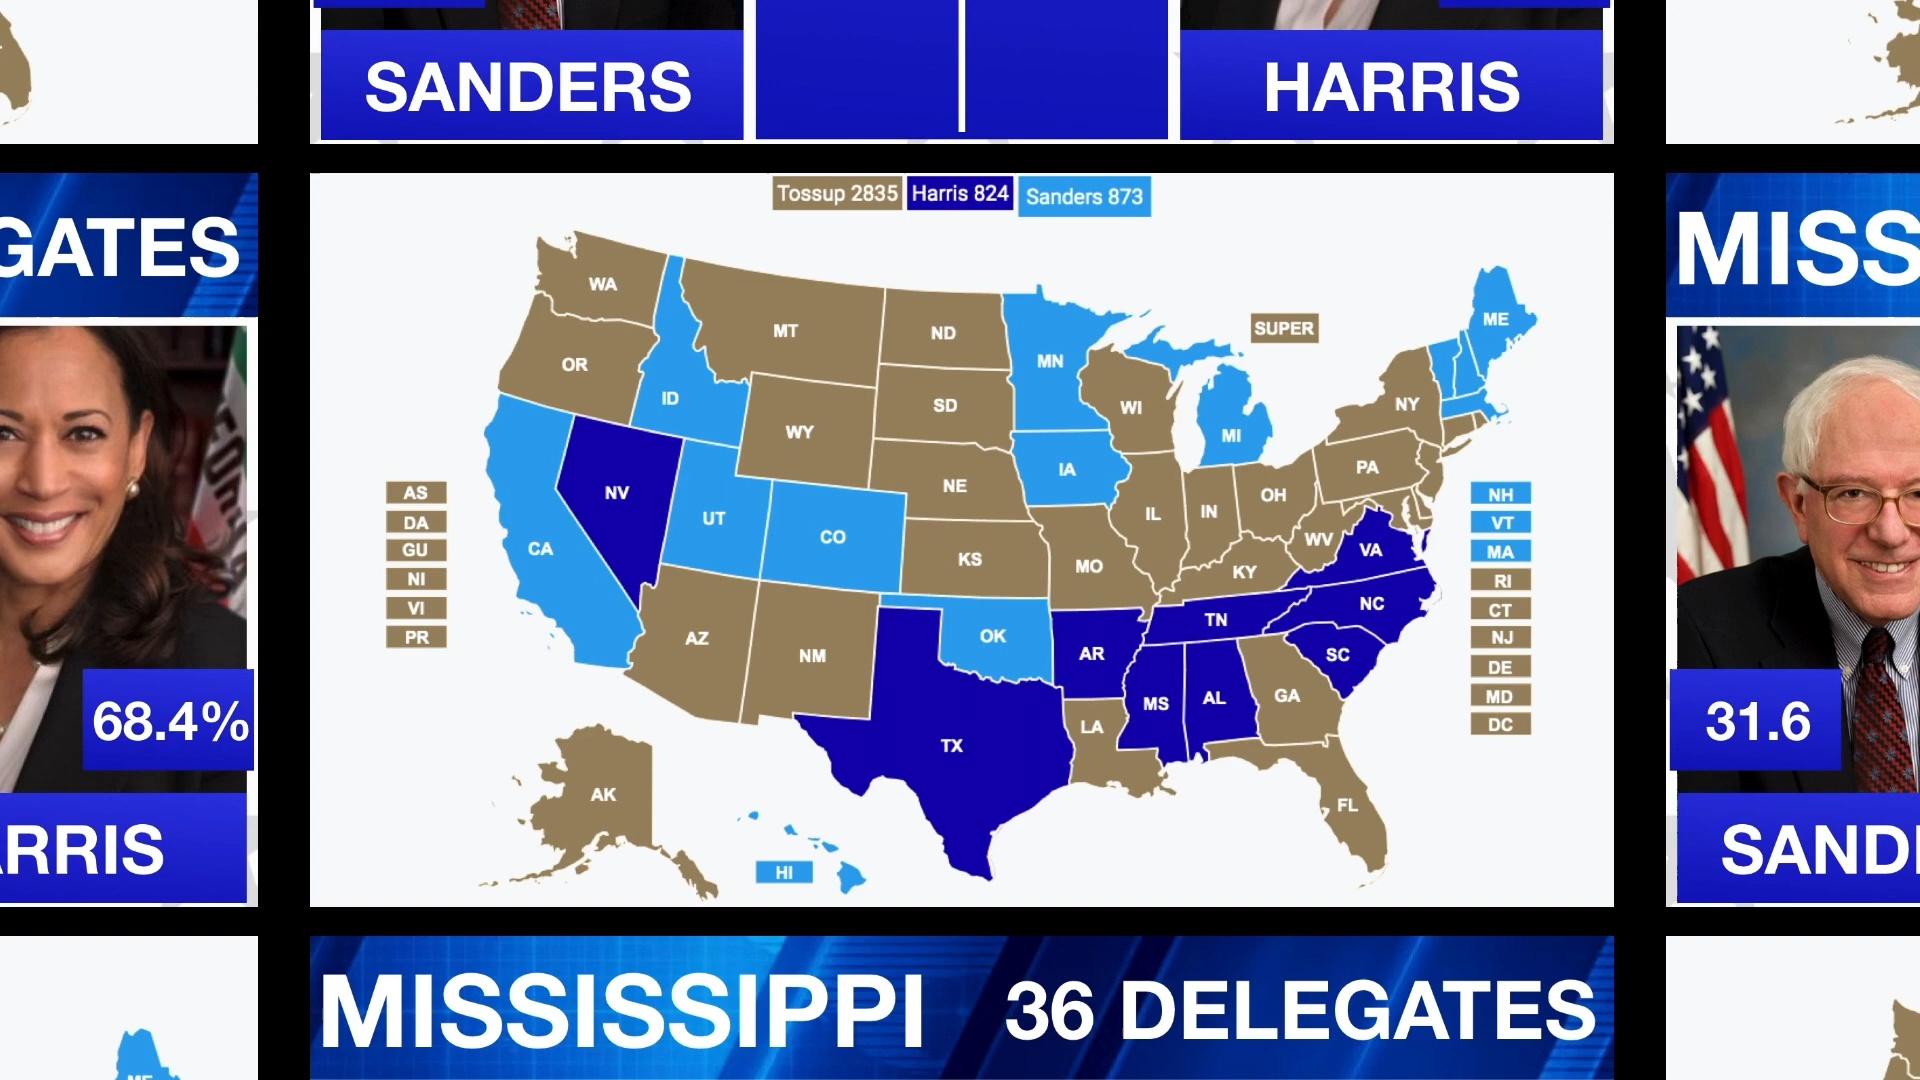 SANDERS
HARRIS
GATES
Tossup 2835
Harris 824
Sanders 873
MISS
WA
MT
ND
MN
SUPER
ME
OR
ID
SD
WI
MI
NY
WY
NE
IA
PA
NV
UT
CO
IL
IN
OH
CA
KS
MO
WV
VA
KY
NC
AZ
NM
OK
AR
TN
SC
TX
LA
MS
AL
GA
AK
FL
HI
AS
DA
GU
NI
VI
PR
NH
VT
MA
RI
CT
NJ
DE
MD
DC
68.4%
31.6
RRIS
SAND
MISSISSIPPI
36 DELEGATES
ME